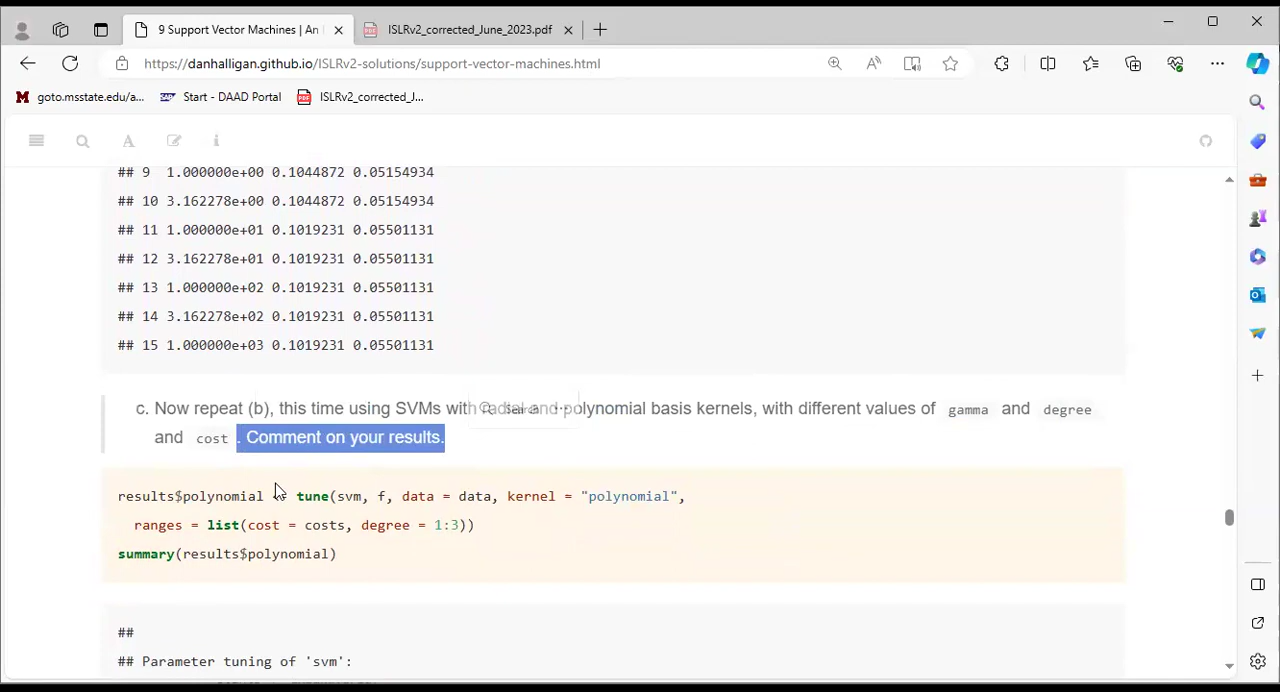 9 Support Vector Machines | An I
ISLRv2_corrected_June_2023.pdf
https://danhalligan.github.io/ISLRv2-solutions/support-vector-machines.html
goto.msstate.edu/a...
Start - DAAD Portal
ISLRv2_corrected_J...
## 9  1.000000e+00 0.1044872 0.05154934
## 10 3.162278e+00 0.1044872 0.05154934
## 11 1.000000e+01 0.1019231 0.05501131
## 12 3.162278e+01 0.1019231 0.05501131
## 13 1.000000e+02 0.1019231 0.05501131
## 14 3.162278e+02 0.1019231 0.05501131
## 15 1.000000e+03 0.1019231 0.05501131
c. Now repeat (b), this time using SVMs with radial and polynomial basis kernels, with different values of gamma and degree
and cost . Comment on your results.
results$polynomial <- tune(svm, f, data = data, kernel = "polynomial",
ranges = list(cost = costs, degree = 1:3))
summary(results$polynomial)
##
## Parameter tuning of 'svm':